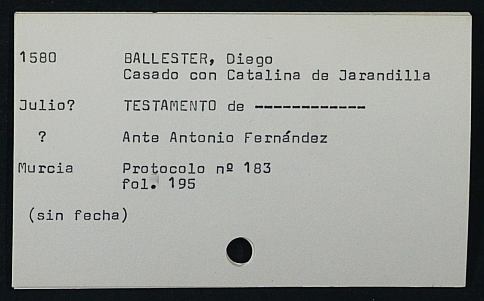 1580 BALLESTER, Diego
Casado con Catalina de Jarandilla
Julio? TESTAMENTO de ------------
? Ante Antonio Fernández
Murcia Protocolo nº 183
fol. 195
(sin fecha)